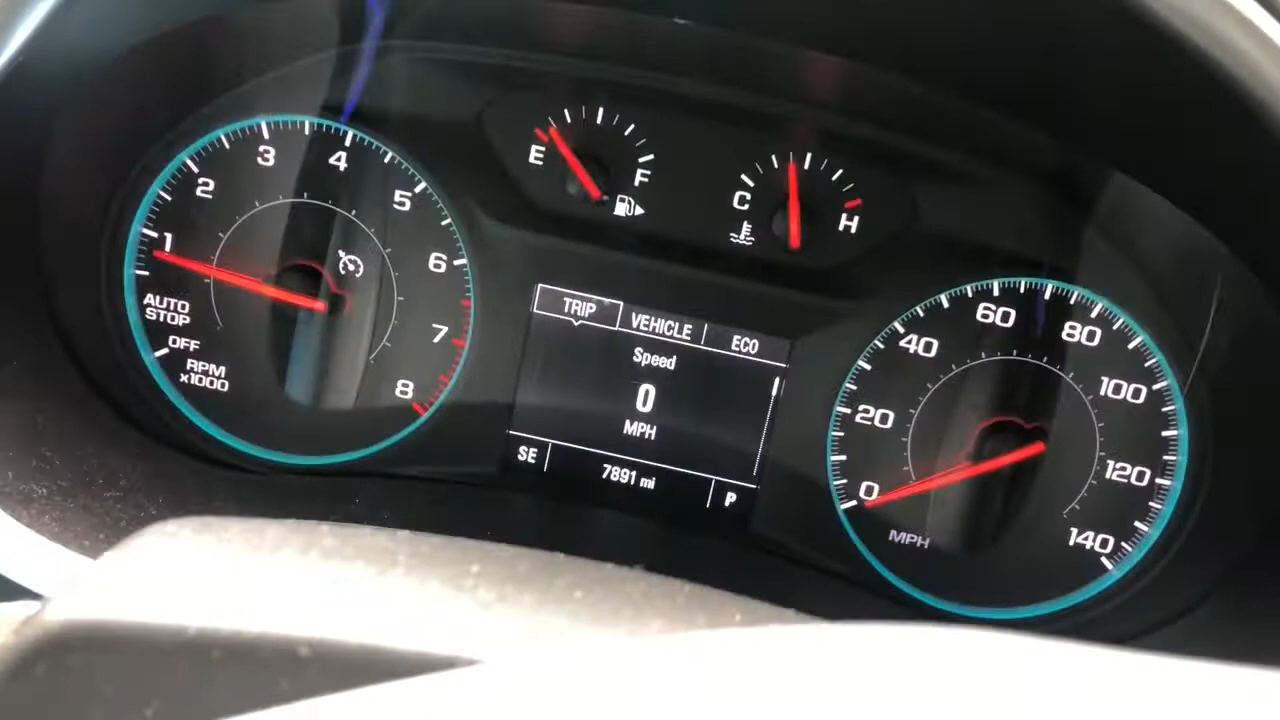 1
2
3
4
5
6
7
8
AUTO
STOP
OFF
RPM
x1000
E
F
C
H
TRIP VEHICLE ECO
Speed
0
MPH
SE 7891 mi P
0
20
40
60
80
100
120
140
MPH